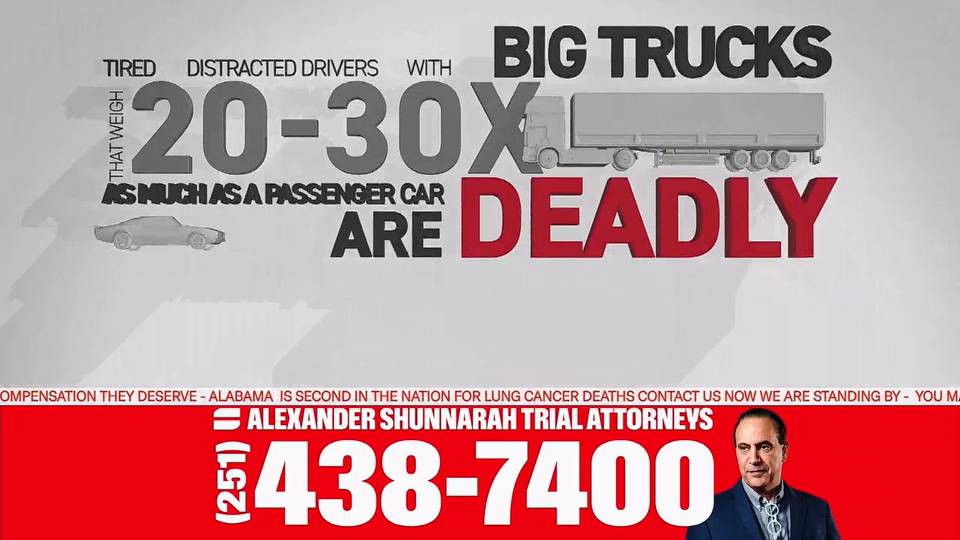 TIRED DISTRACTED DRIVERS WITH BIG TRUCKS
THAT WEIGH 20-30X
AS MUCH AS A PASSENGER CAR
ARE DEADLY
OMPENSATION THEY DESERVE - ALABAMA IS SECOND IN THE NATION FOR LUNG CANCER DEATHS CONTACT US NOW WE ARE STANDING BY - YOU MA
ALEXANDER SHUNNARAH TRIAL ATTORNEYS
(251) 438-7400